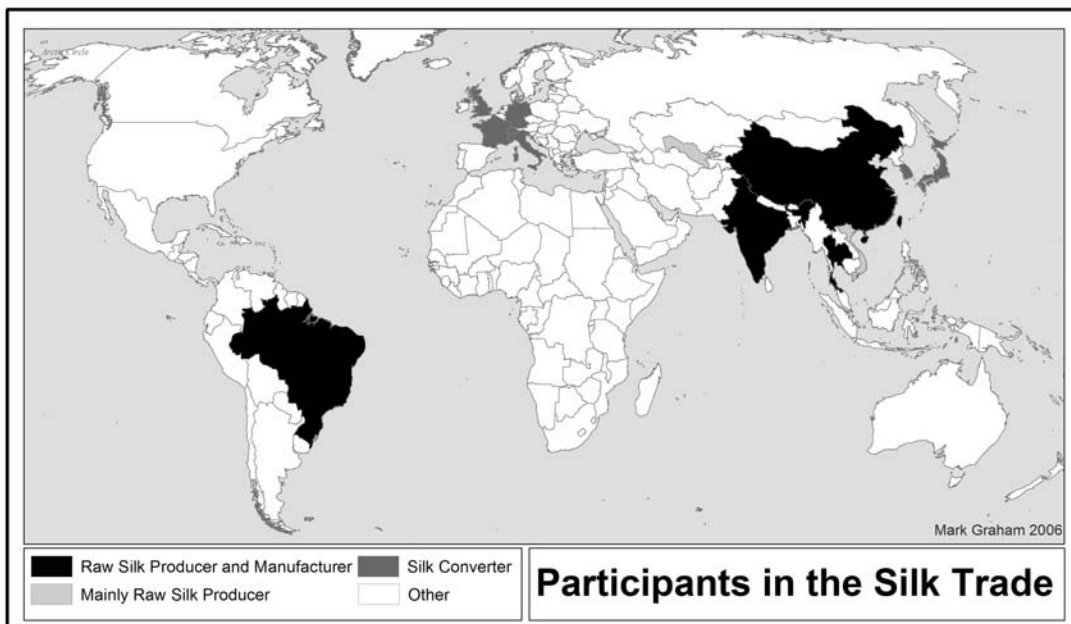 Arctic Circle
Mark Graham 2006
Raw Silk Producer and Manufacturer
Silk Converter
Mainly Raw Silk Producer
Other
Participants in the Silk Trade